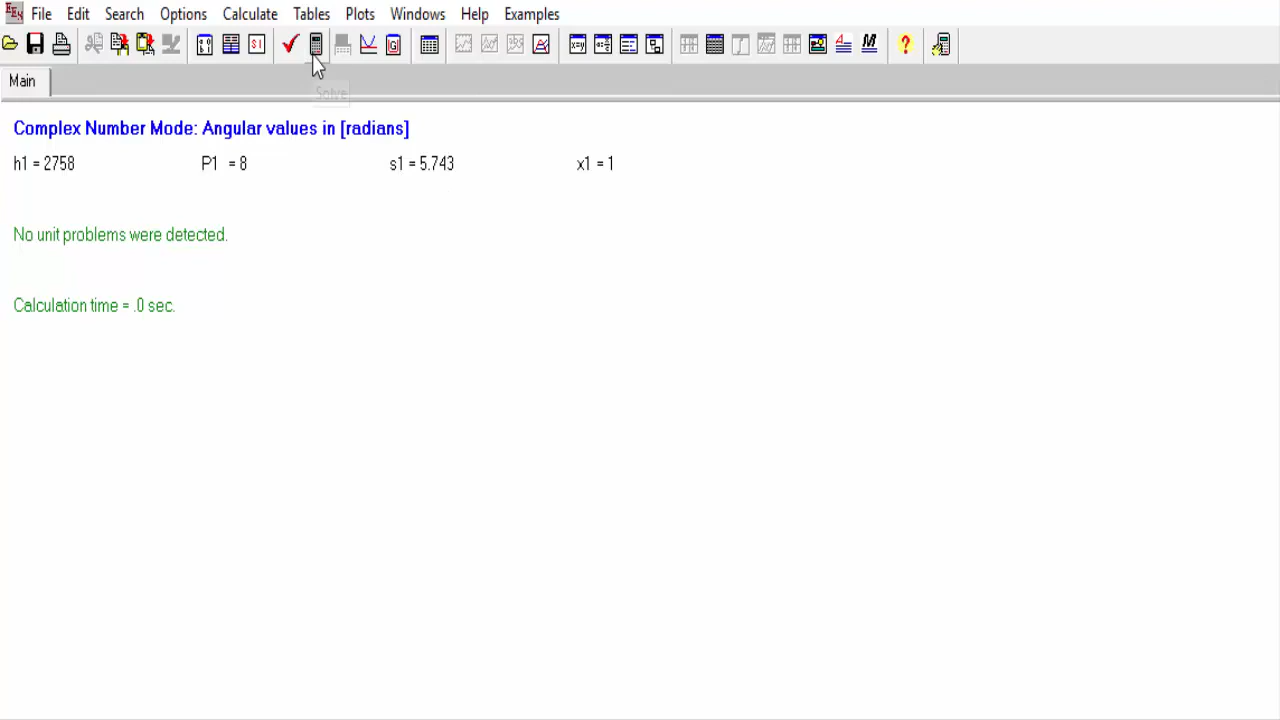 File Edit Search Options Calculate Tables Plots Windows Help Examples
Solve
Main
Complex Number Mode: Angular values in [radians]
h1 = 2758 P1 = 8 s1 = 5.743 x1 = 1
No unit problems were detected.
Calculation time = .0 sec.